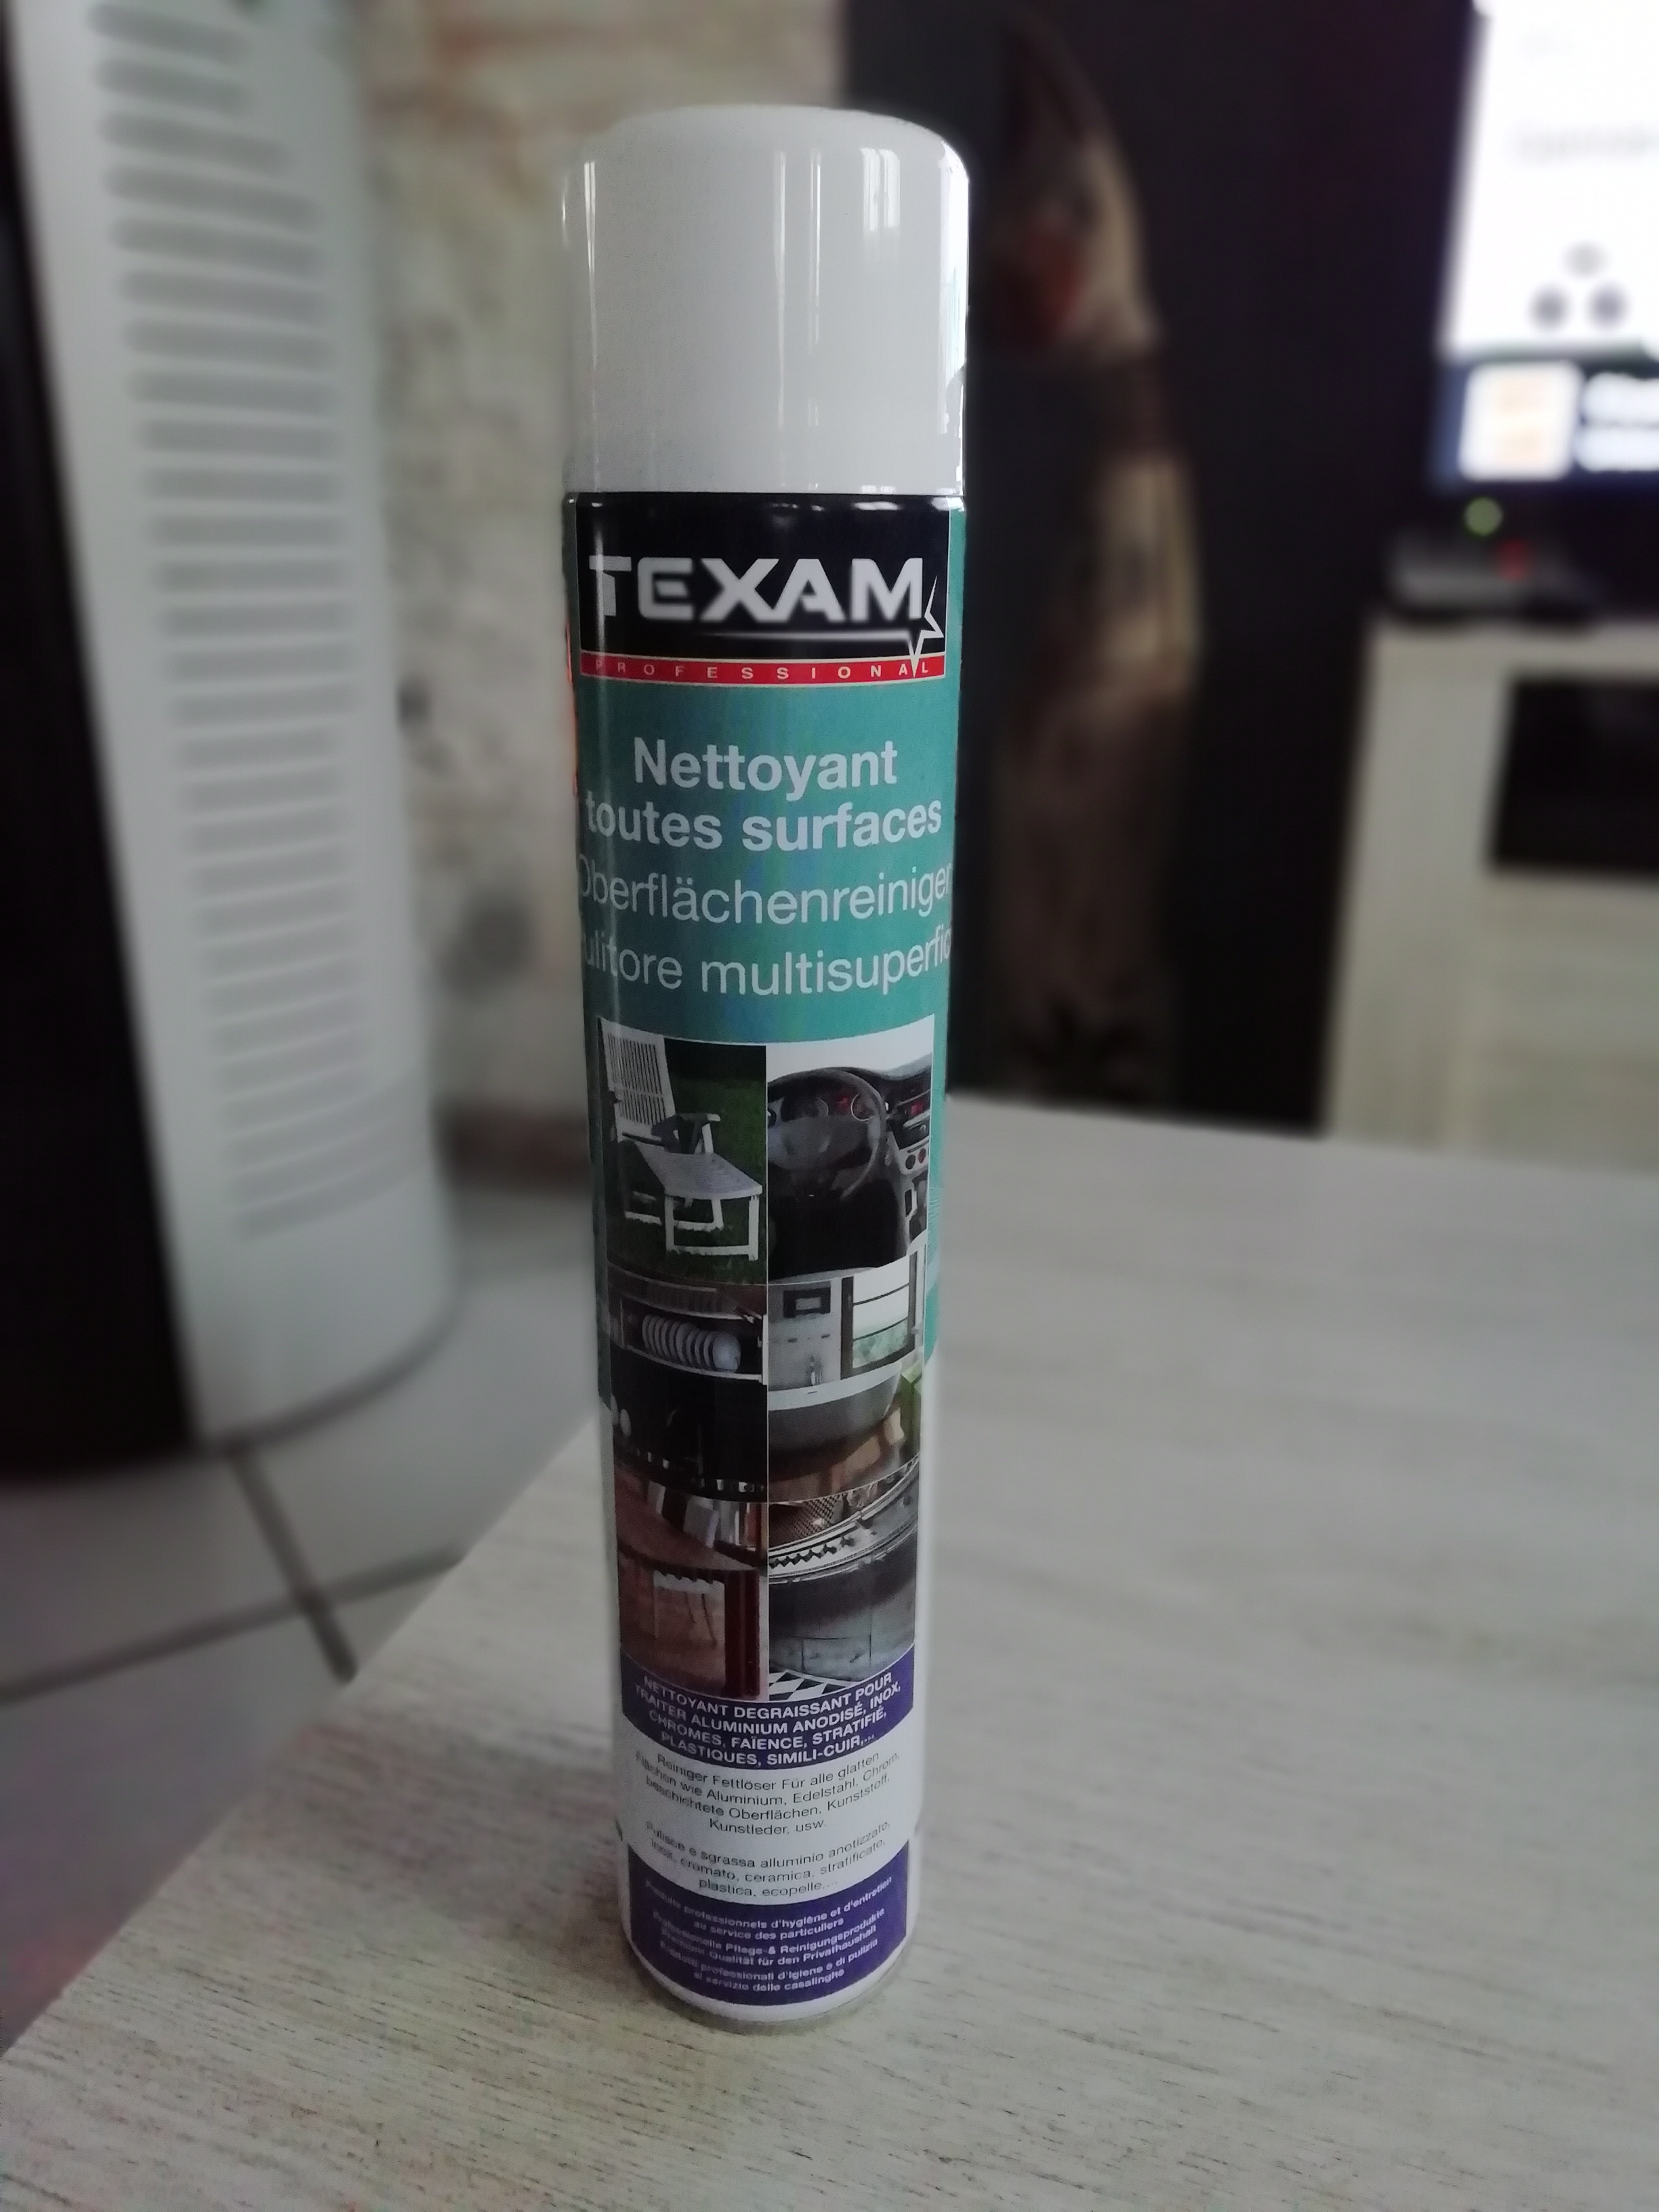 TEXAM
PROFESSIONAL
Nettoyant
toutes surfaces
Oberflächenreiniger
multisuperfic
NETTOYANT DEGRAISSANT POUR
TRAITER ALUMINIUM ANODISÉ, INOX,
CHROMES, FAÏENCE, STRATIFIÉ,
PLASTIQUES, SIMILI-CUIR,...
Reiniger Fettlöser Für alle glatten
Flächen wie Aluminium, Edelstahl, Chrom,
beschichtete Oberflächen, Kunststoff,
Kunstleder, usw.
Pulisce e sgrassa alluminio anotizzato,
inox, cromato, ceramica, stratificato,
plastica, ecopelle....
Produits professionnels d'hygiène et d'entretien
au service des particuliers
Professionelle Pflege-& Reinigungsprodukte
Premium Qualität für den Privathaushalt
Prodotti professionali d'igiene e di pulizia
al servizio delle casalinghe